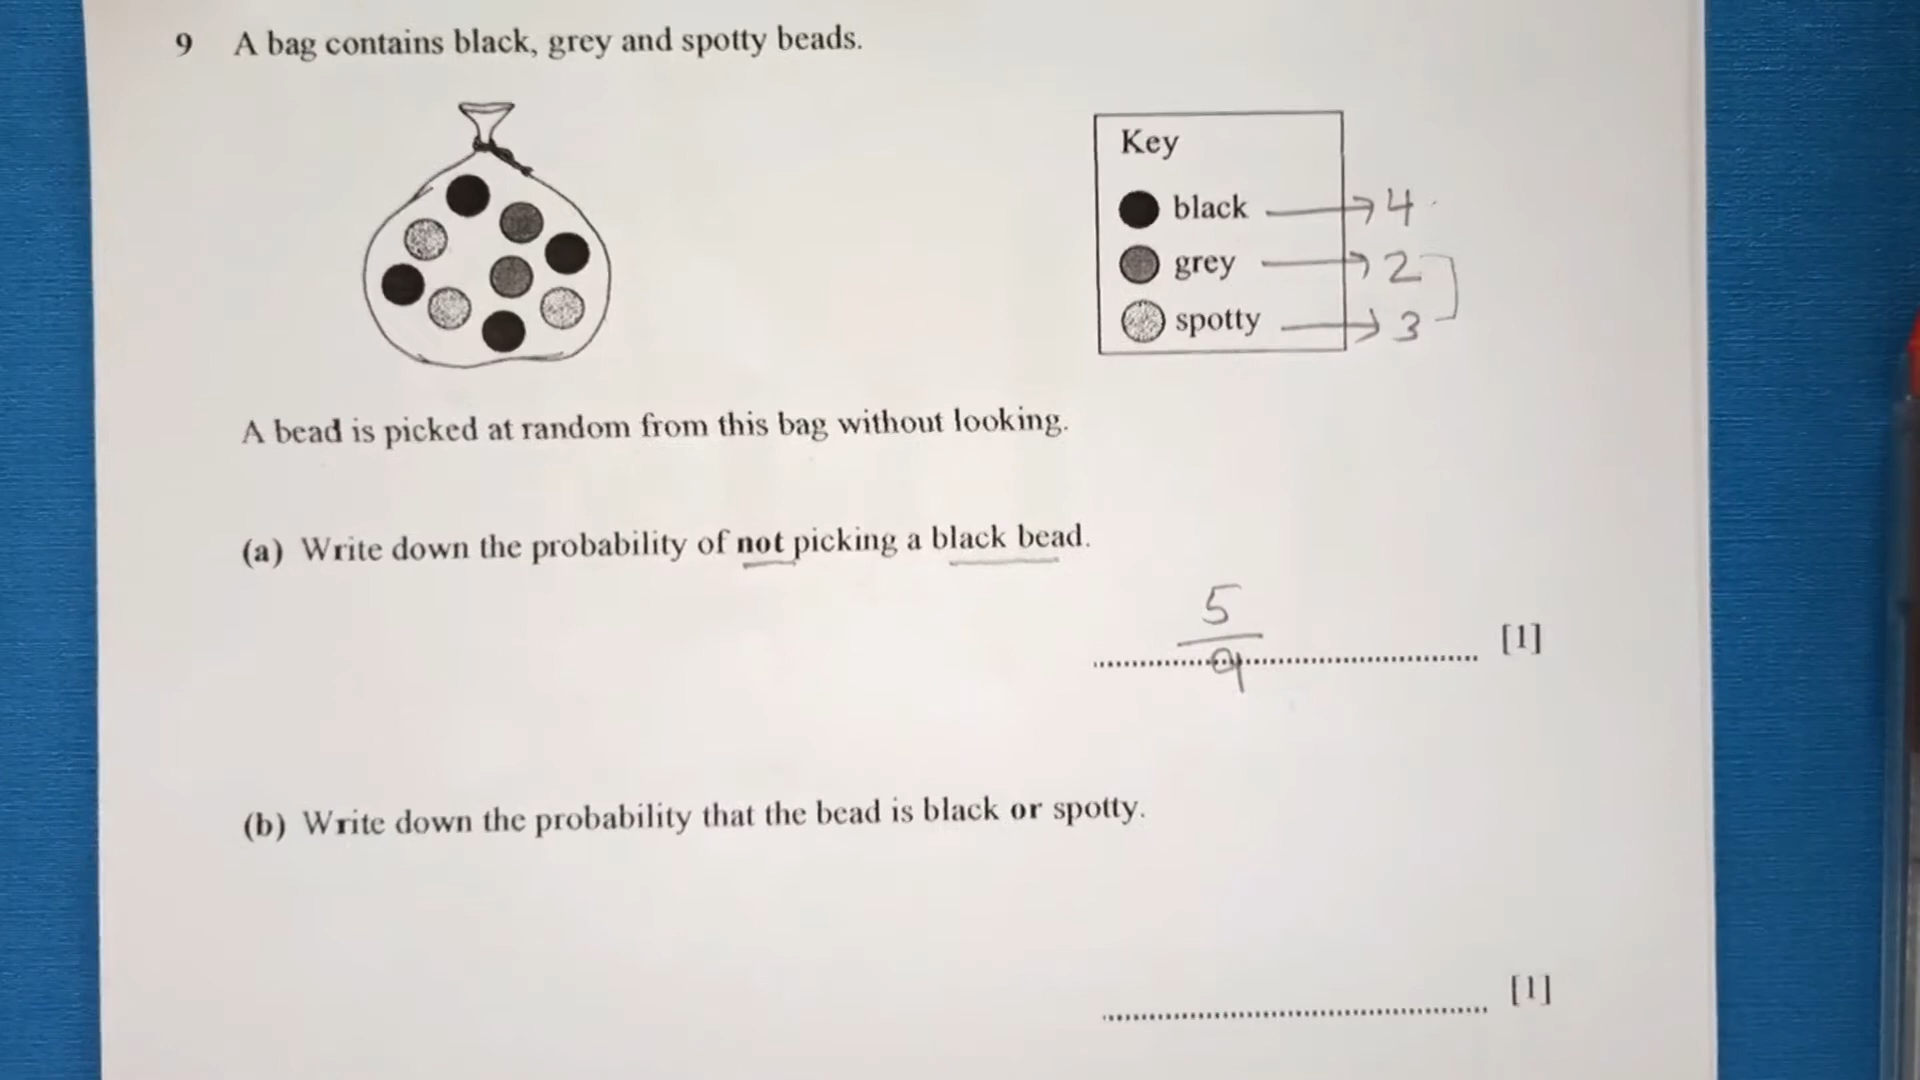 9 A bag contains black, grey and spotty beads.
Key
black → 4
grey → 2
spotty → 3
A bead is picked at random from this bag without looking.
(a) Write down the probability of not picking a black bead.
5
9
[1]
(b) Write down the probability that the bead is black or spotty.
[1]